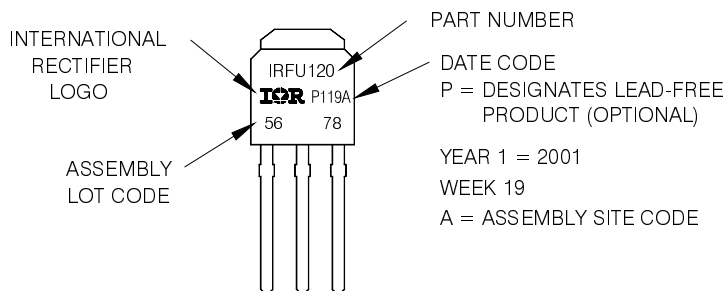 INTERNATIONAL
RECTIFIER
LOGO
ASSEMBLY
LOT CODE
IRFU120
IOR P119A
56 78
PART NUMBER
DATE CODE
P = DESIGNATES LEAD-FREE
PRODUCT (OPTIONAL)
YEAR 1 = 2001
WEEK 19
A = ASSEMBLY SITE CODE